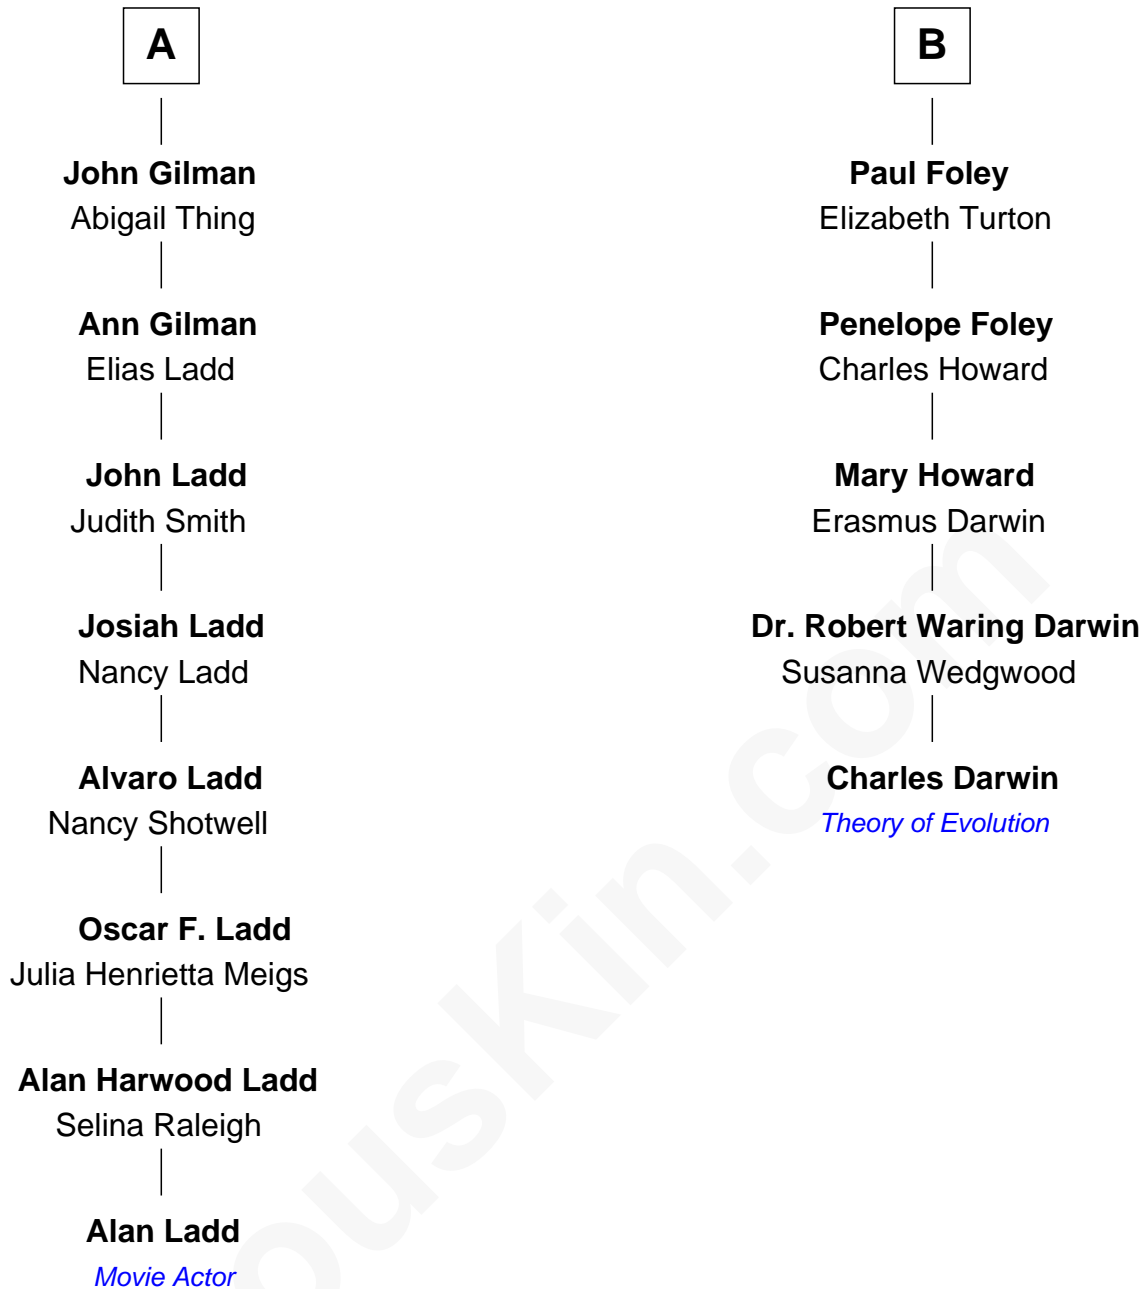 A
John Gilman
Abigail Thing
Ann Gilman
Elias Ladd
John Ladd
Judith Smith
Josiah Ladd
Nancy Ladd
Alvaro Ladd
Nancy Shotwell
Oscar F. Ladd
Julia Henrietta Meigs
Alan Harwood Ladd
Selina Raleigh
Alan Ladd
Movie Actor
B
Paul Foley
Elizabeth Turton
Penelope Foley
Charles Howard
Mary Howard
Erasmus Darwin
Dr. Robert Waring Darwin
Susanna Wedgwood
Charles Darwin
Theory of Evolution
ousKin.com